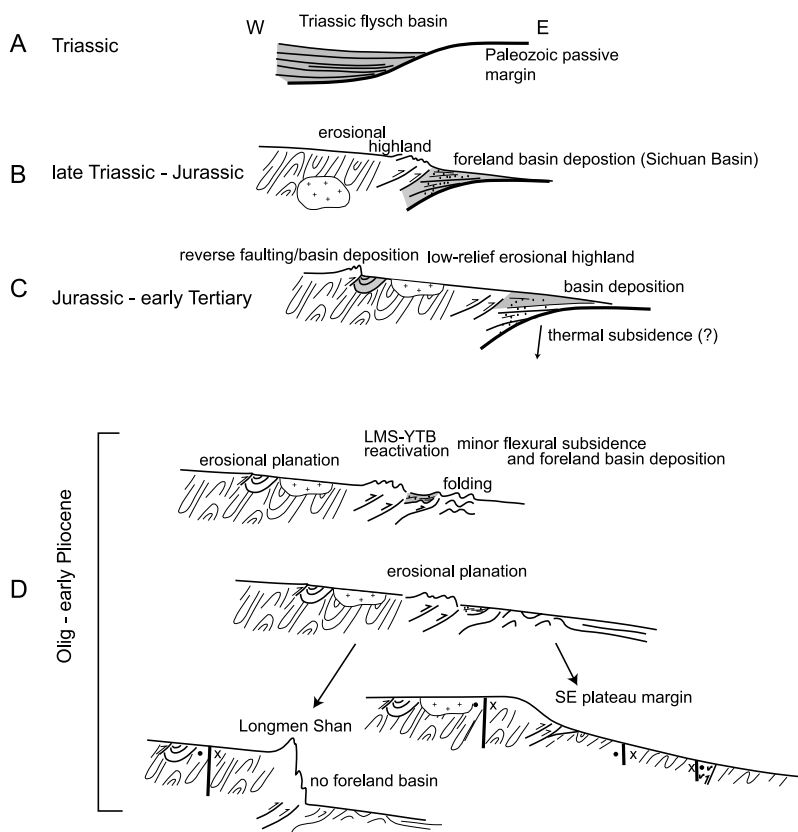 W
E
Triassic flysch basin
A
Triassic
Paleozoic passive
margin
erosional
highland
foreland basin depostion (Sichuan Basin)
B
late Triassic - Jurassic
reverse faulting/basin deposition
low-relief erosional highland
C
Jurassic - early Tertiary
basin deposition
thermal subsidence (?)
LMS-YTB
reactivation
minor flexural subsidence
and foreland basin deposition
erosional planation
folding
D
Olig - early Pliocene
erosional planation
SE plateau margin
Longmen Shan
no foreland basin
x
x
x
x